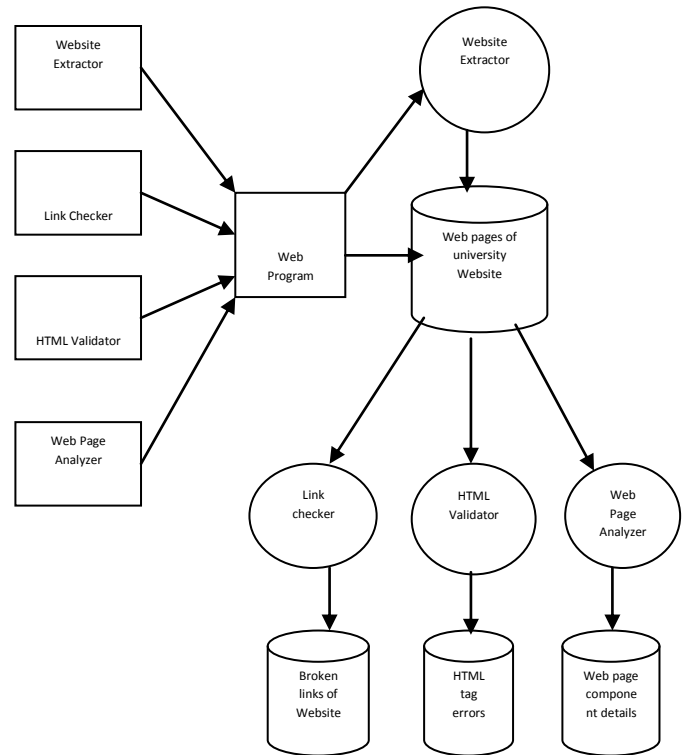 Website
Extractor
Website
Extractor
Link Checker
Web
Program
Web pages of
university
Website
HTML Validator
Web Page
Analyzer
Link
checker
HTML
Validator
Web
Page
Analyzer
Broken
links of
Website
HTML
tag
errors
Web page
compone
nt details